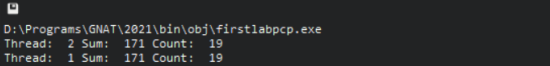 D:\Programs\GNAT\2021\bin\obj\firstlabpcp.exe
Thread:  2 Sum:  171 Count:  19
Thread:  1 Sum:  171 Count:  19